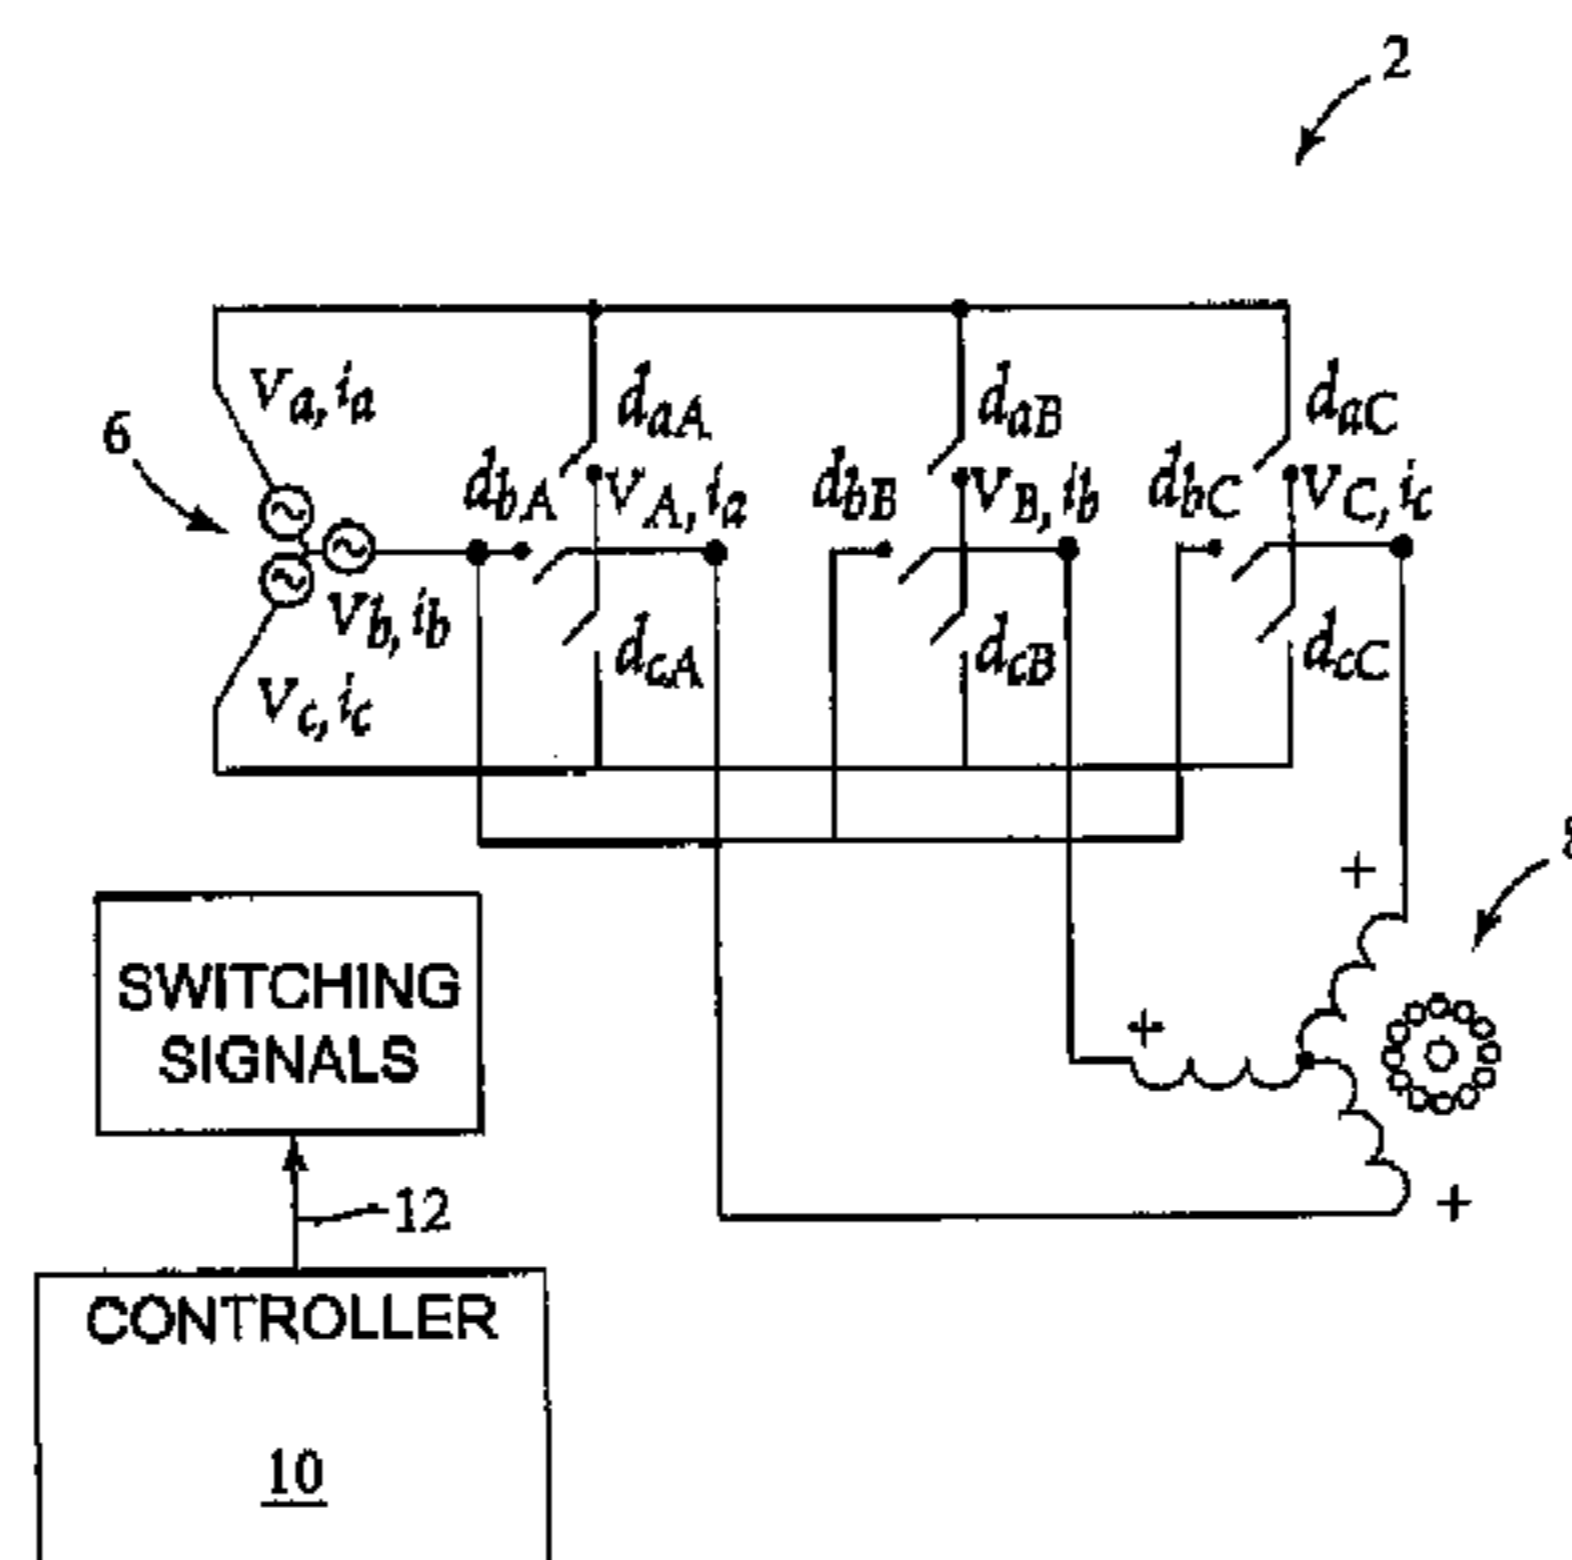 2
Va, ia
daA
daB
daC
6
dbA
VA, ia
dbB
VB, ib
dbC
VC, ic
Vb, ib
dcA
dcB
dcC
Vc, ic
+
8
SWITCHING
SIGNALS
+
12
+
CONTROLLER
10